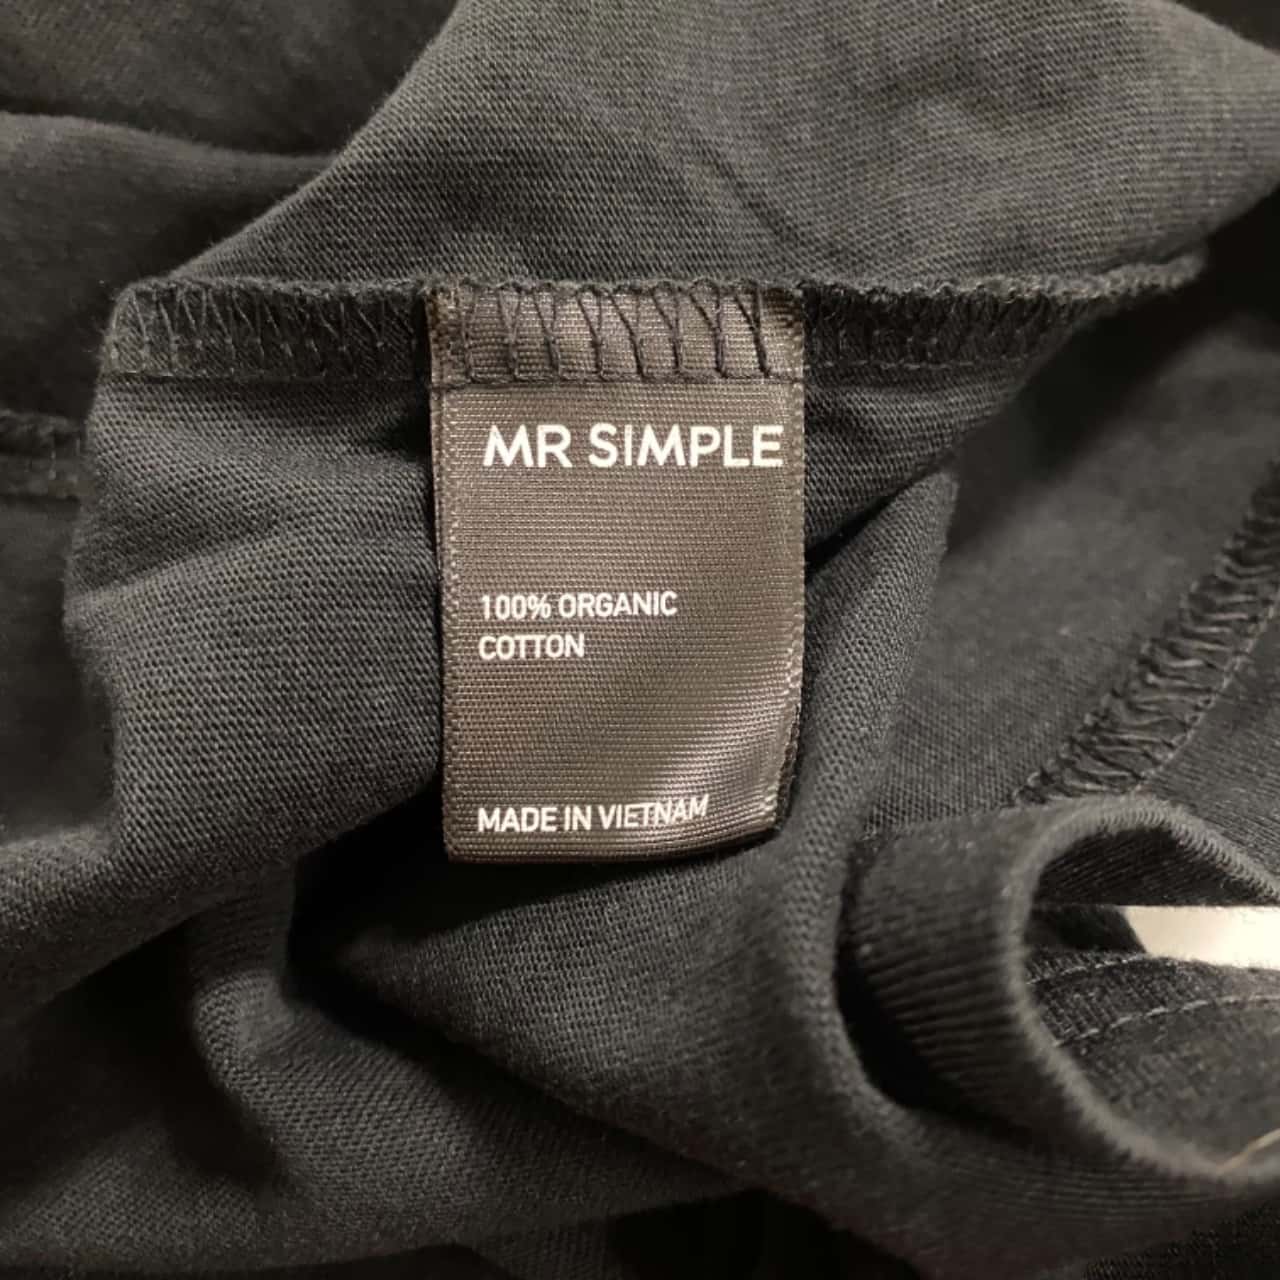 MR SIMPLE
100% ORGANIC
COTTON
MADE IN VIETNAM